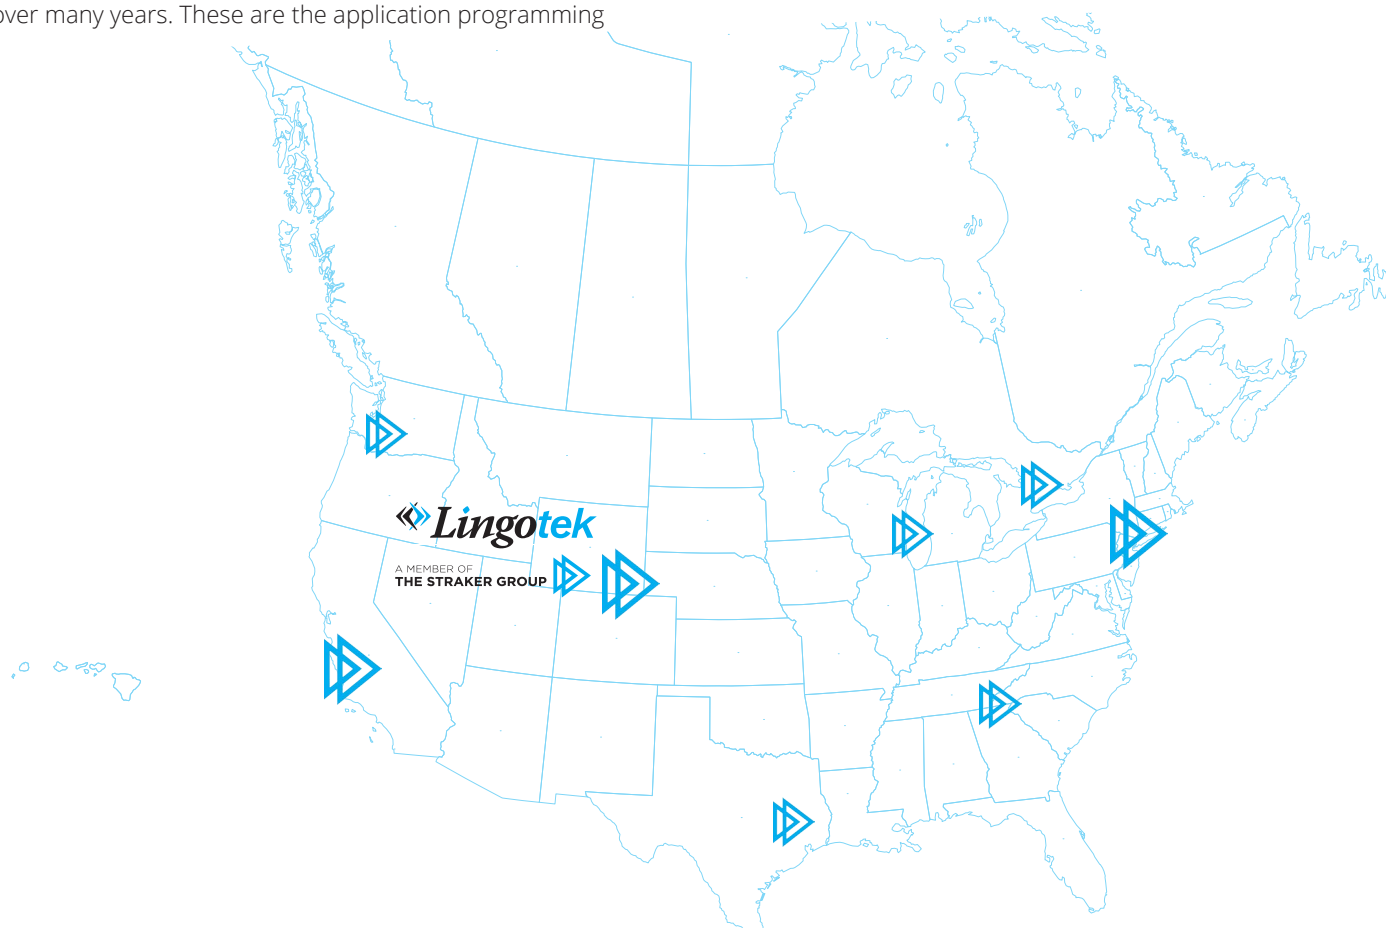 over many years. These are the application programming
Lingotek
A MEMBER OF
THE STRAKER GROUP